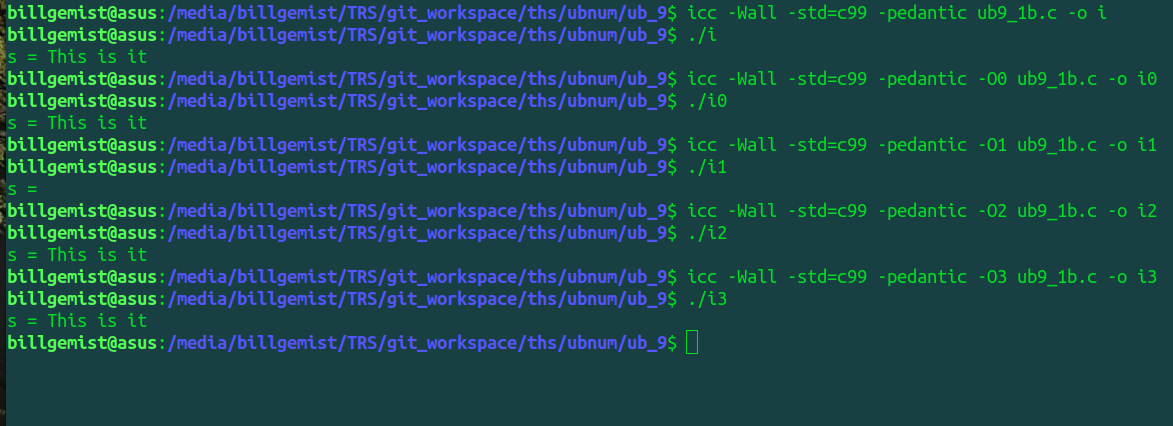 billgemist@asus:/media/billgemist/TRS/git_workspace/ths/ubnum/ub_9$ icc -Wall -std=c99 -pedantic ub9_1b.c -o i
billgemist@asus:/media/billgemist/TRS/git_workspace/ths/ubnum/ub_9$ ./i
s = This is it
billgemist@asus:/media/billgemist/TRS/git_workspace/ths/ubnum/ub_9$ icc -Wall -std=c99 -pedantic -O0 ub9_1b.c -o i0
billgemist@asus:/media/billgemist/TRS/git_workspace/ths/ubnum/ub_9$ ./i0
s = This is it
billgemist@asus:/media/billgemist/TRS/git_workspace/ths/ubnum/ub_9$ icc -Wall -std=c99 -pedantic -O1 ub9_1b.c -o i1
billgemist@asus:/media/billgemist/TRS/git_workspace/ths/ubnum/ub_9$ ./i1
s =
billgemist@asus:/media/billgemist/TRS/git_workspace/ths/ubnum/ub_9$ icc -Wall -std=c99 -pedantic -O2 ub9_1b.c -o i2
billgemist@asus:/media/billgemist/TRS/git_workspace/ths/ubnum/ub_9$ ./i2
s = This is it
billgemist@asus:/media/billgemist/TRS/git_workspace/ths/ubnum/ub_9$ icc -Wall -std=c99 -pedantic -O3 ub9_1b.c -o i3
billgemist@asus:/media/billgemist/TRS/git_workspace/ths/ubnum/ub_9$ ./i3
s = This is it
billgemist@asus:/media/billgemist/TRS/git_workspace/ths/ubnum/ub_9$